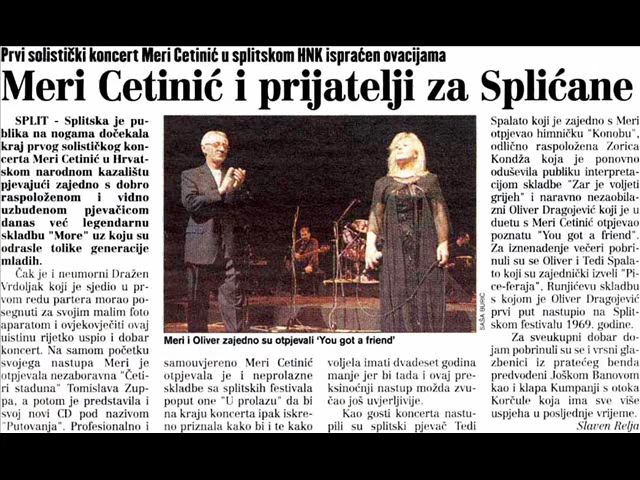 Prvi solistički koncert Meri Cetinić u splitskom HNK ispraćen ovacijama
Meri Cetinić i prijatelji za Splićane
SPLIT - Splitska je pu-
blika na nogama dočekala
kraj prvog solističkog kon-
certa Meri Cetinić u Hrvat-
skom narodnom kazalištu
pjevajući zajedno s dobro
raspoloženom i vidno
uzbuđenom pjevačicom
danas već legendarnu
skladbu "More" uz koju su
odrasle tolike generacije
mladih.
Čak je i neumorni Dražen
Vrdoljak koji je sjedio u pr-
vom redu partera morao po-
segnuti za svojim malim foto
aparatom i ovjekovječiti ovaj
uistinu rijetko uspio i dobar
koncert. Na samom početku
svojega nastupa Meri je
otpjevala nezaboravna "Četi-
ri staduna" Tomislava Zup-
pa, a potom je predstavila i
svoj novi CD pod nazivom
"Putovanja". Profesionalno i
SAŠA BURIĆ
Meri i Oliver zajedno su otpjevali 'You got a friend'
samouvjereno Meri Cetinić
otpjevala je i neprolazne
skladbe sa splitskih festivala
poput one "U prolazu" da bi
na kraju koncerta ipak iskre-
no priznala kako bi i te kako
voljela imati dvadeset godina
manje jer bi tada i ovaj pre-
ksinoćnji nastup možda zvu-
čao još uvjerljivije.
Kao gosti koncerta nastu-
pili su splitski pjevač Tedi
Spalato koji je zajedno s Meri
otpjevao himničku "Konobu",
odlično raspoložena Zorica
Kondža koja je ponovno
oduševila publiku interpreta-
cijom skladbe "Zar je voljeti
grijeh" i naravno nezaobilaz-
ni Oliver Dragojević koji je u
duetu s Meri Cetinić otpjevao
poznatu "You got a friend".
Za iznenađenje večeri pobri-
nuli su se Oliver i Tedi Spala-
to koji su zajednički izveli "Pi-
ce-feraja". Runjićevu skladbu
s kojom je Oliver Dragojević
prvi put nastupio na Split-
skom festivalu 1969. godine.
Za sveukupni dobar do-
jam pobrinuli su se i vrsni gla-
zbenici iz pratećeg benda
predvođeni Joškom Banovom
kao i klapa Kumpanji s otoka
Korčule koja ima sve više
uspjeha u posljednje vrijeme.
Slaven Relja